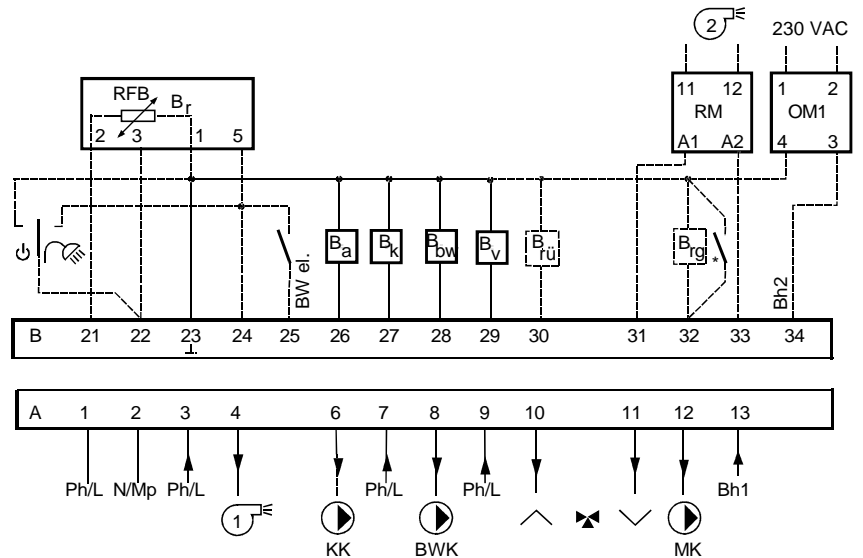 2 230 VAC
RFB Br
2 3 1 5
11 12
RM
A1 A2
1 2
OM1
4 3
BW el.
Ba Bk Bbw Bv Brü Brg *
Bh2
B 21 22 23 24 25 26 27 28 29 30 31 32 33 34
A 1 2 3 4 6 7 8 9 10 11 12 13
Ph/L N/Mp Ph/L Ph/L Ph/L Bh1
1
KK BWK MK